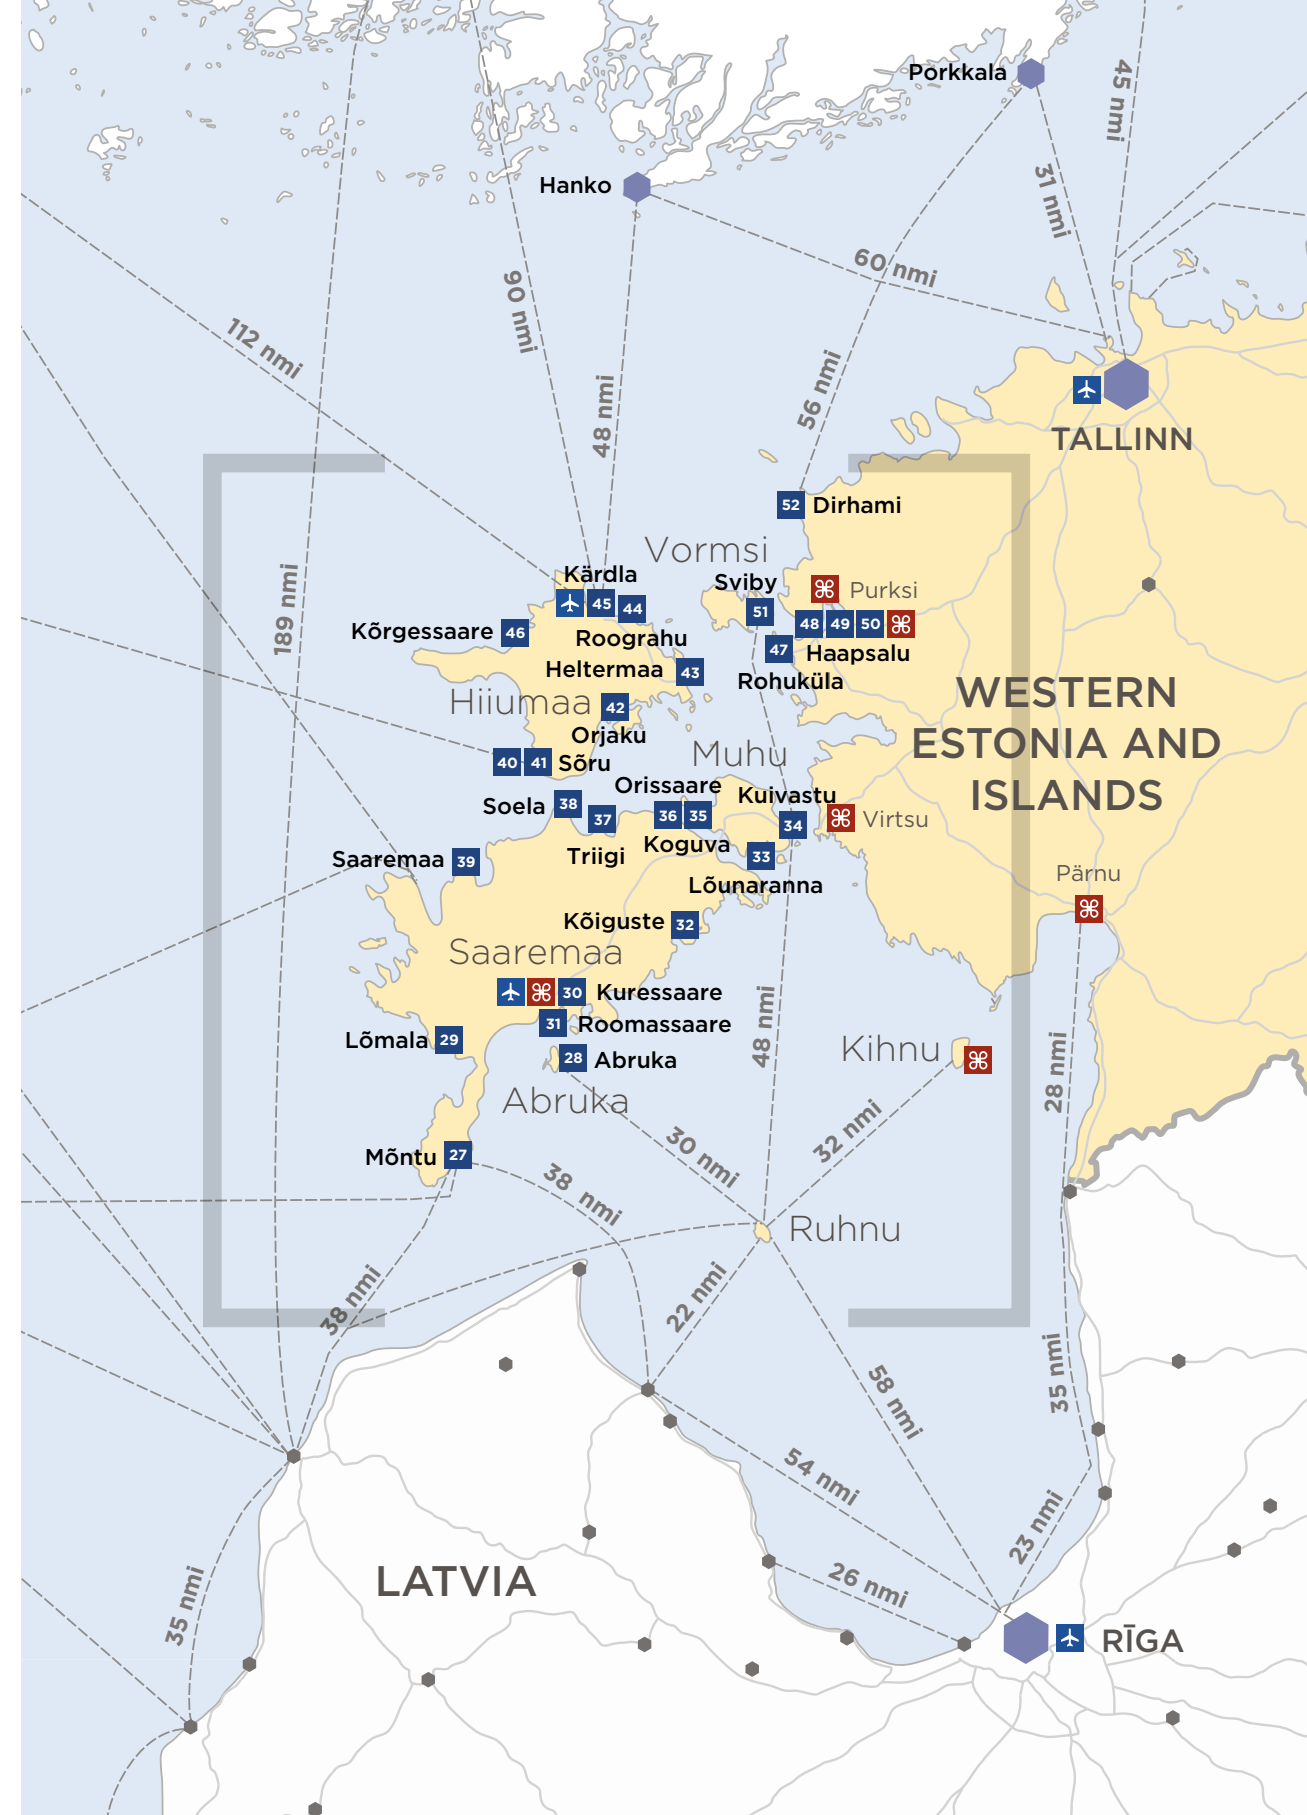 Porkkala
45 nmi
Hanko
31 nmi
60 nmi
90 nmi
112 nmi
48 nmi
56 nmi
TALLINN
52 Dirhami
Vormsi
Kärdla
Sviby
189 nmi
45
44
51
Purksi
48 49 50
Kõrgessaare 46
Roograhu
47
Haapsalu
Heltermaa 43
Rohuküla
Hiiumaa
42
WESTERN
ESTONIA AND
ISLANDS
Orjaku
Muhu
40 41 Sõru
Orissaare
Kuivastu
Soela 38
37
36 35
34
Virtsu
Triigi
Koguva
33
Saaremaa 39
Lõunaranna
Pärnu
Kõiguste 32
Saaremaa
30 Kuressaare
31 Roomassaare
48 nmi
Lõmala 29
28 Abruka
Kihnu
28 nmi
Abruka
30 nmi
32 nmi
Mõntu 27
38 nmi
Ruhnu
38 nmi
22 nmi
35 nmi
58 nmi
54 nmi
23 nmi
26 nmi
LATVIA
35 nmi
RĪGA